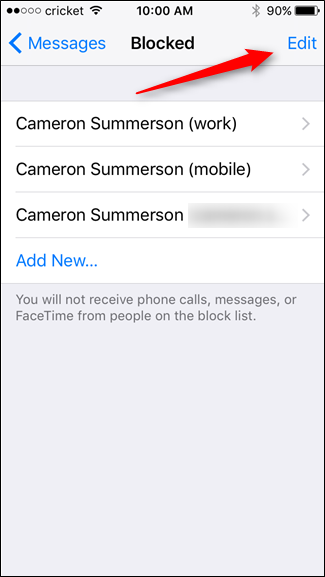 cricket 10:00 AM 90%
Messages Blocked Edit
Cameron Summerson (work)
Cameron Summerson (mobile)
Cameron Summerson
Add New...
You will not receive phone calls, messages, or
FaceTime from people on the block list.